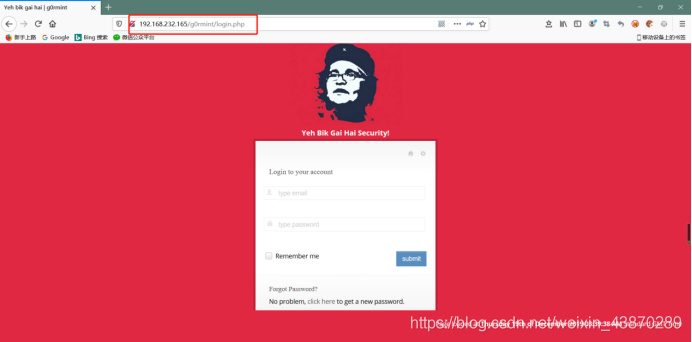 Yeh bik gai hai | g0rmint
192.168.232.165/g0rmint/login.php
新手上路 Google Bing 搜索 微信公众平台 移动设备上的书签
Yeh Bik Gai Hai Security!
Login to your account
type email
type password
Remember me
submit
Forgot Password?
No problem, click here to get a new password.
https://blog.csdn.net/weixin_43870289